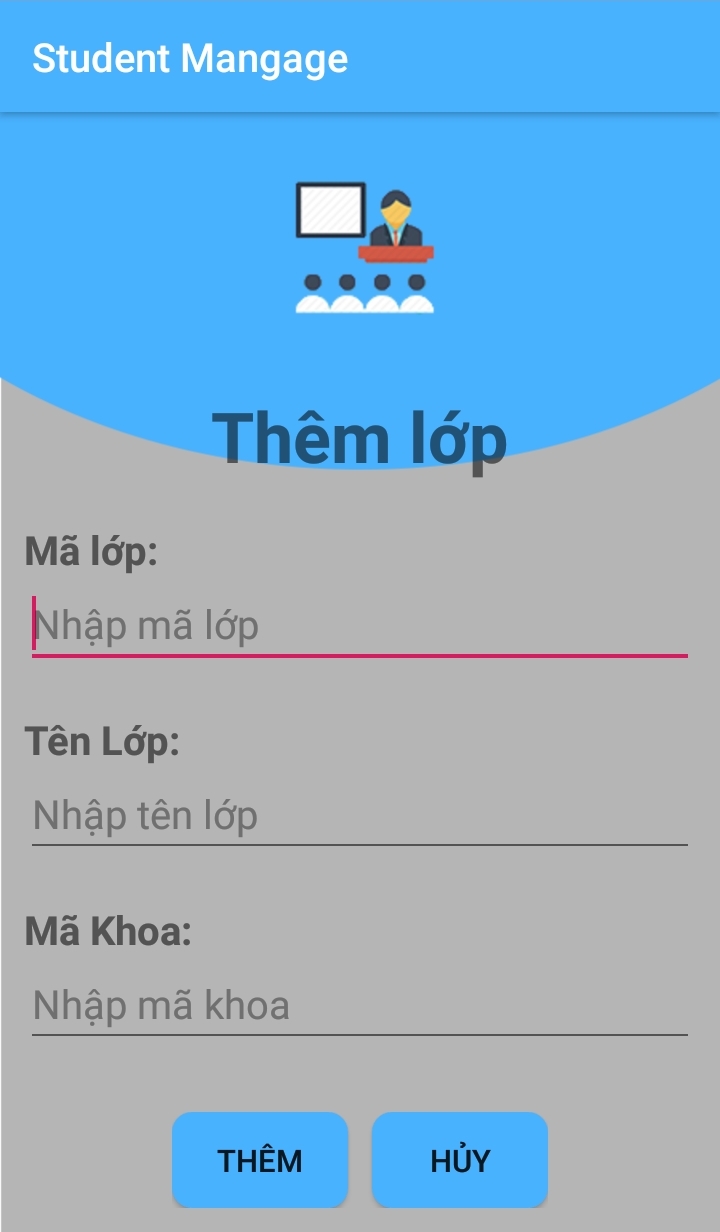 Student Mangage
Thêm lớp
Mã lớp:
Nhập mã lớp
Tên Lớp:
Nhập tên lớp
Mã Khoa:
Nhập mã khoa
THÊM HỦY